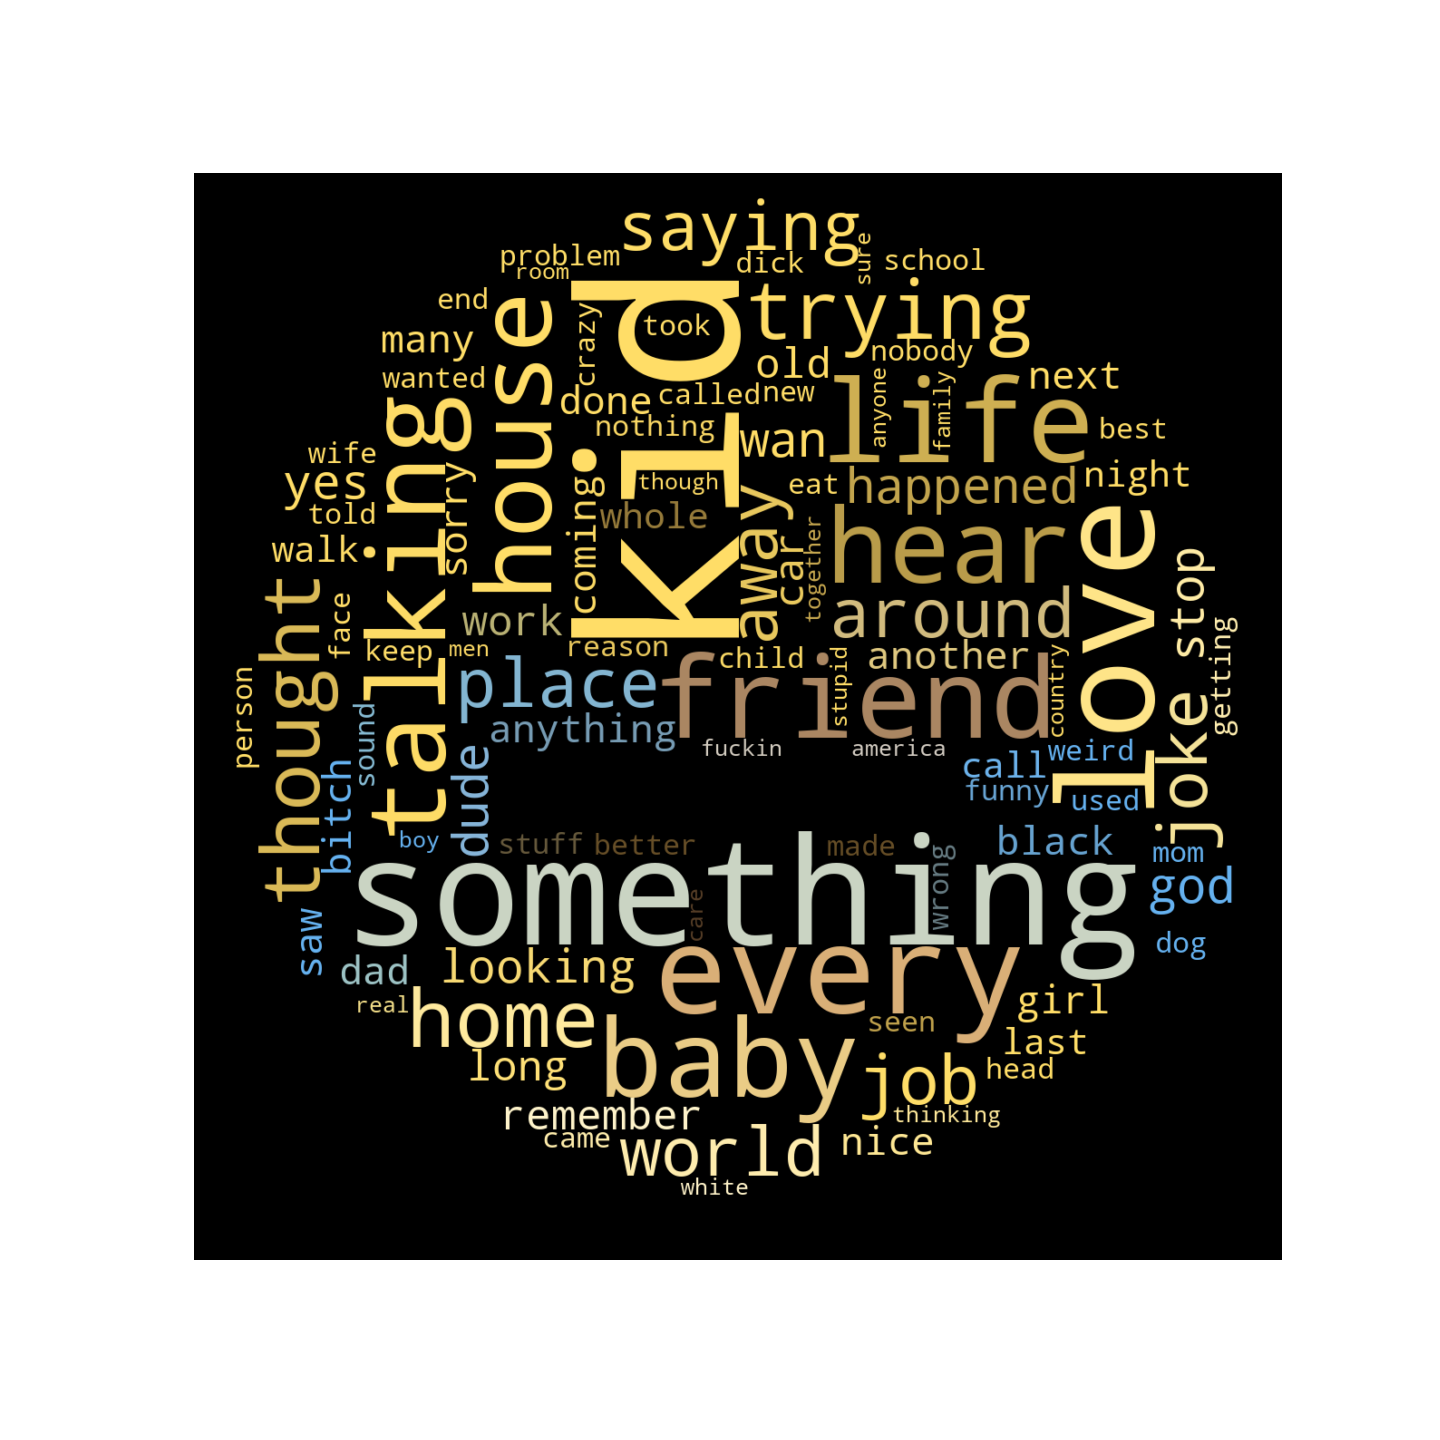 saying
problem
dick
sure
school
room
end
kid
trying
house
crazy
took
many
old
nobody
wanted
life
next
anyone
family
done
called
new
nothing
wan
best
talking
wife
sorry
happened
night
yes
coming
though
eat
told
whole
away
hear
love
walk
car
together
joke stop
thought
face
work
around
getting
keep
men
reason
child
another
person
place
friend
stupid
country
sound
anything
fuckin
america
weird
bitch
dude
call
funny
used
boy
stuff
better
made
black
mom
something
wrong
god
saw
care
dog
dad
looking
every
real
home
girl
seen
baby
last
long
job
head
remember
thinking
came
world
nice
white